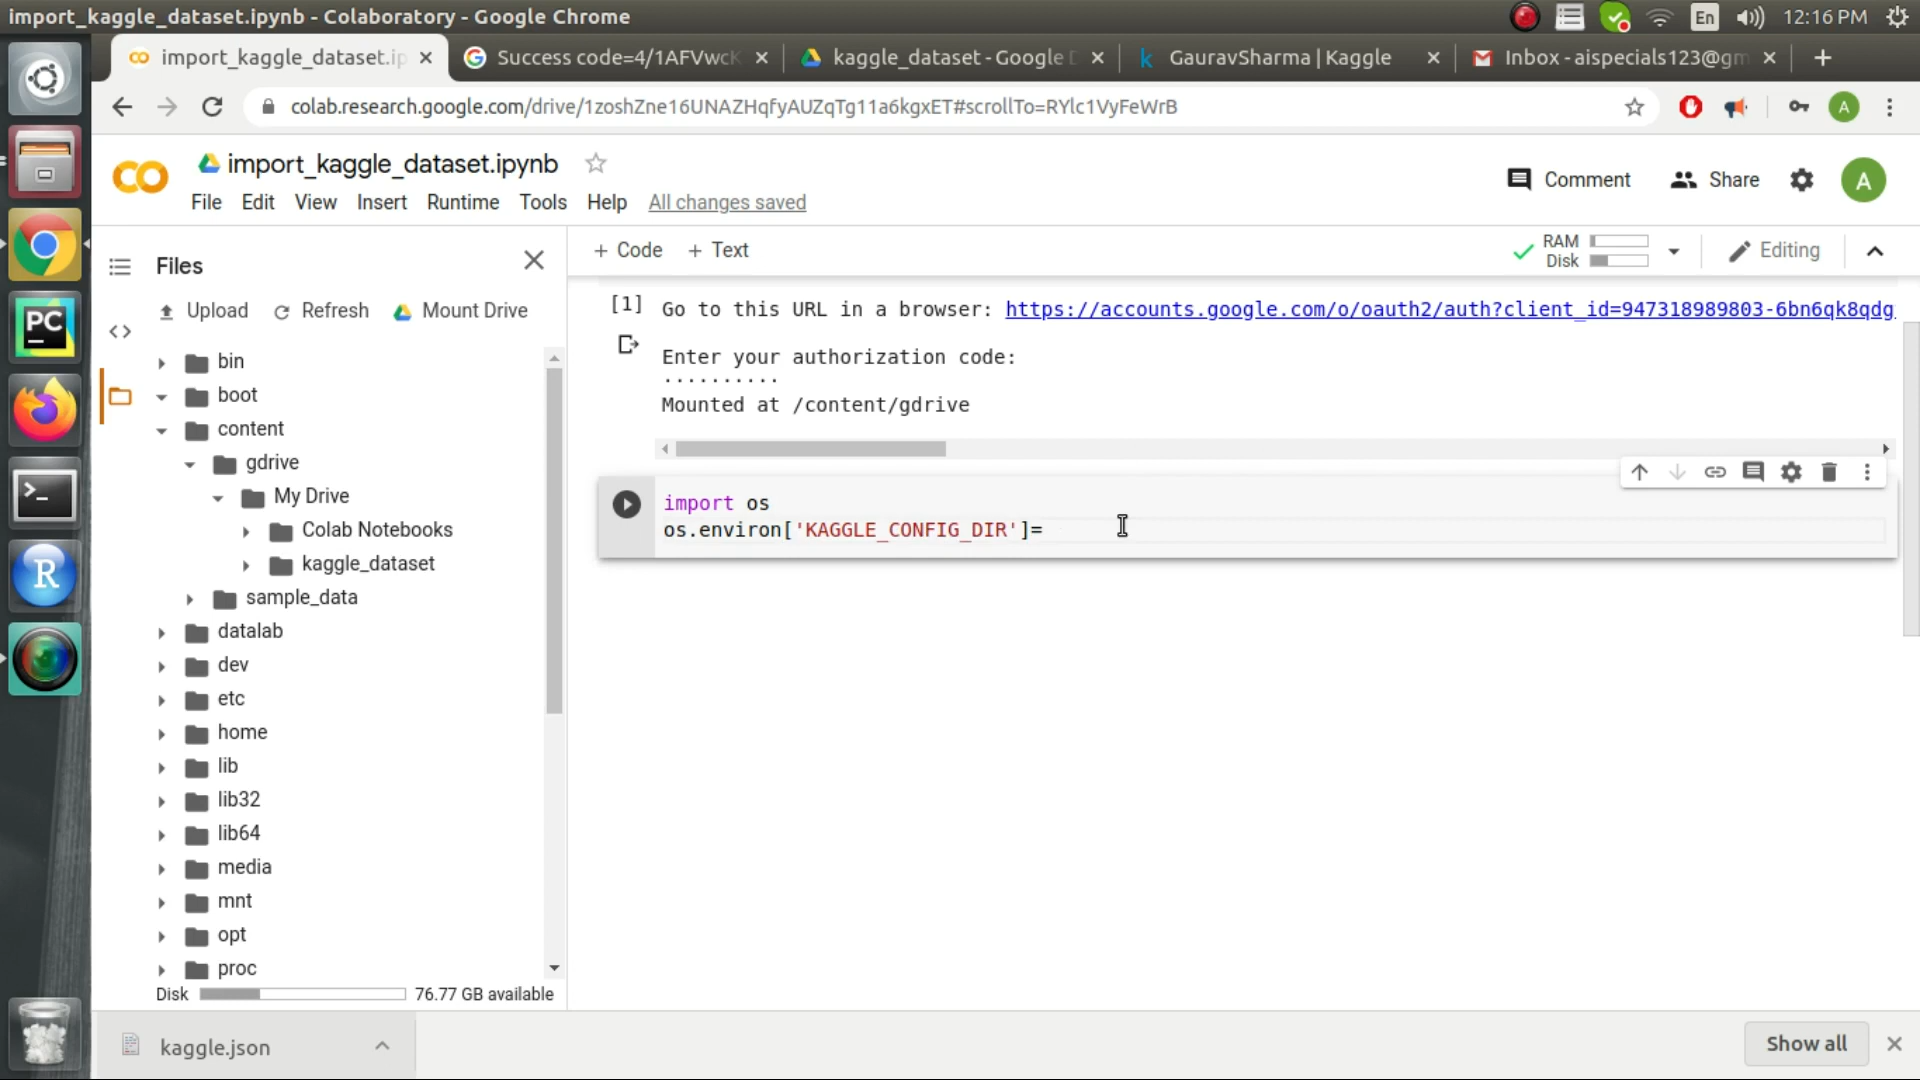 import_kaggle_dataset.ipynb - Colaboratory - Google Chrome
En
12:16 PM
import_kaggle_dataset.ip
Success code=4/1AFVwcK
kaggle_dataset - Google D
GauravSharma | Kaggle
Inbox - aispecials123@gm
colab.research.google.com/drive/1zoshZne16UNAZHqfyAUZqTg11a6kgxET#scrollTo=RYlc1VyFeWrB
A
import_kaggle_dataset.ipynb
Comment
Share
A
File Edit View Insert Runtime Tools Help All changes saved
Files
+ Code + Text
RAM
Disk
Editing
Upload Refresh Mount Drive
bin
boot
content
gdrive
My Drive
Colab Notebooks
kaggle_dataset
sample_data
datalab
dev
etc
home
lib
lib32
lib64
media
mnt
opt
proc
Disk 76.77 GB available
[1] Go to this URL in a browser: https://accounts.google.com/o/oauth2/auth?client_id=947318989803-6bn6qk8qdg
Enter your authorization code:
··········
Mounted at /content/gdrive
import os
os.environ['KAGGLE_CONFIG_DIR']=
PC
R
kaggle.json
Show all